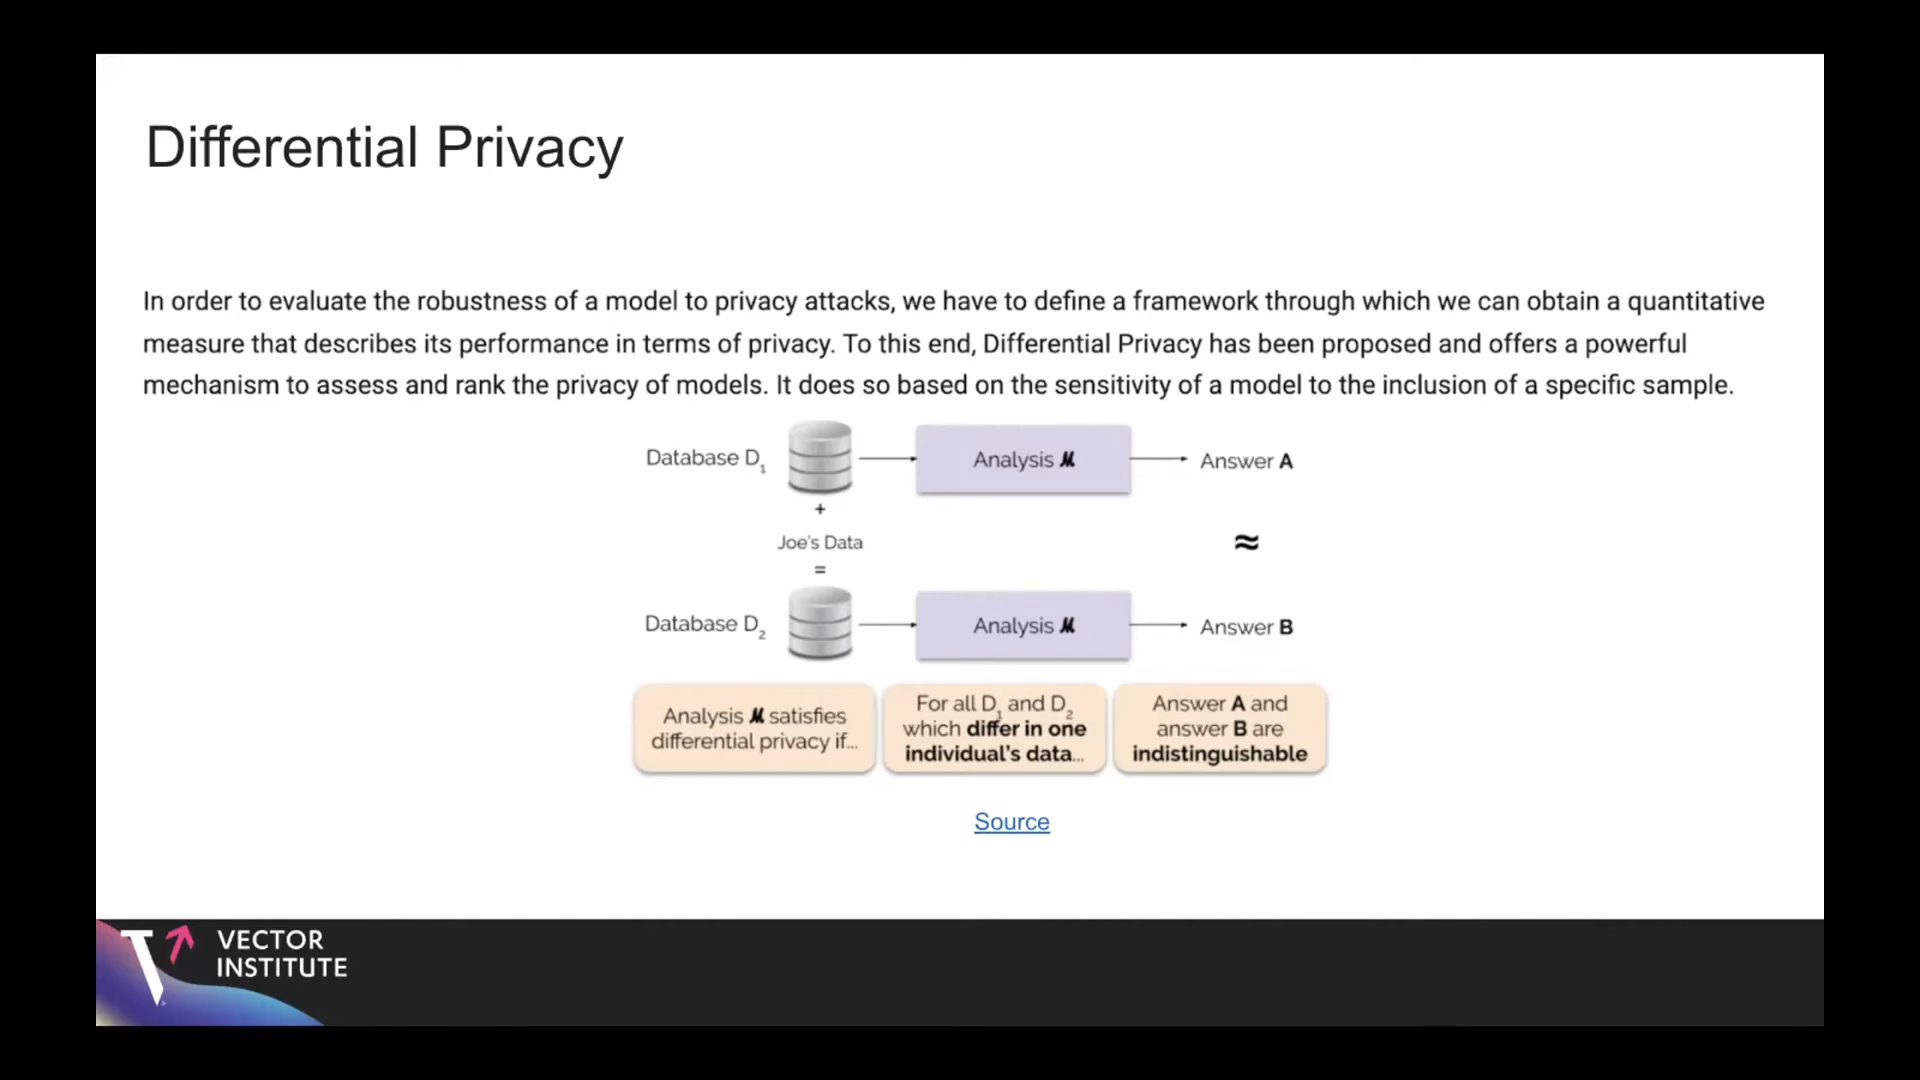 Differential Privacy
In order to evaluate the robustness of a model to privacy attacks, we have to define a framework through which we can obtain a quantitative
measure that describes its performance in terms of privacy. To this end, Differential Privacy has been proposed and offers a powerful
mechanism to assess and rank the privacy of models. It does so based on the sensitivity of a model to the inclusion of a specific sample.
Database D₁ Analysis M Answer A
+
Joe's Data ≈
=
Database D₂ Analysis M Answer B
Analysis M satisfies
differential privacy if...
For all D₁ and D₂
which differ in one
individual's data...
Answer A and
answer B are
indistinguishable
Source
VECTOR
INSTITUTE